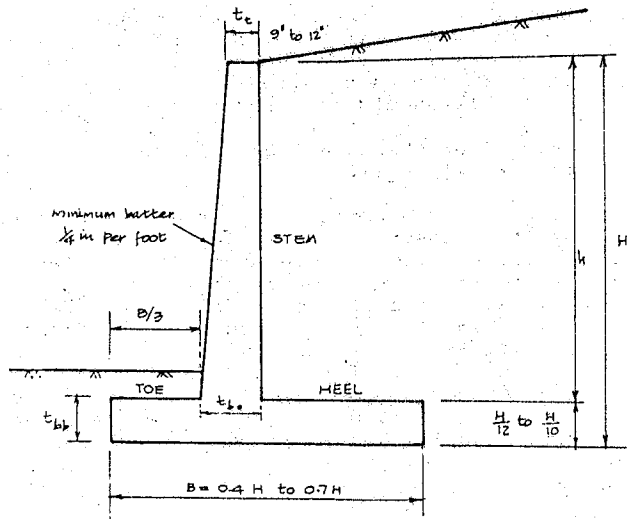 t_t
9" to 12"
minimum batter
1/4 in per foot
STEM
h
H
B/3
TOE
HEEL
t_bb
t_bo
H/12 to H/10
B = 0.4 H to 0.7 H